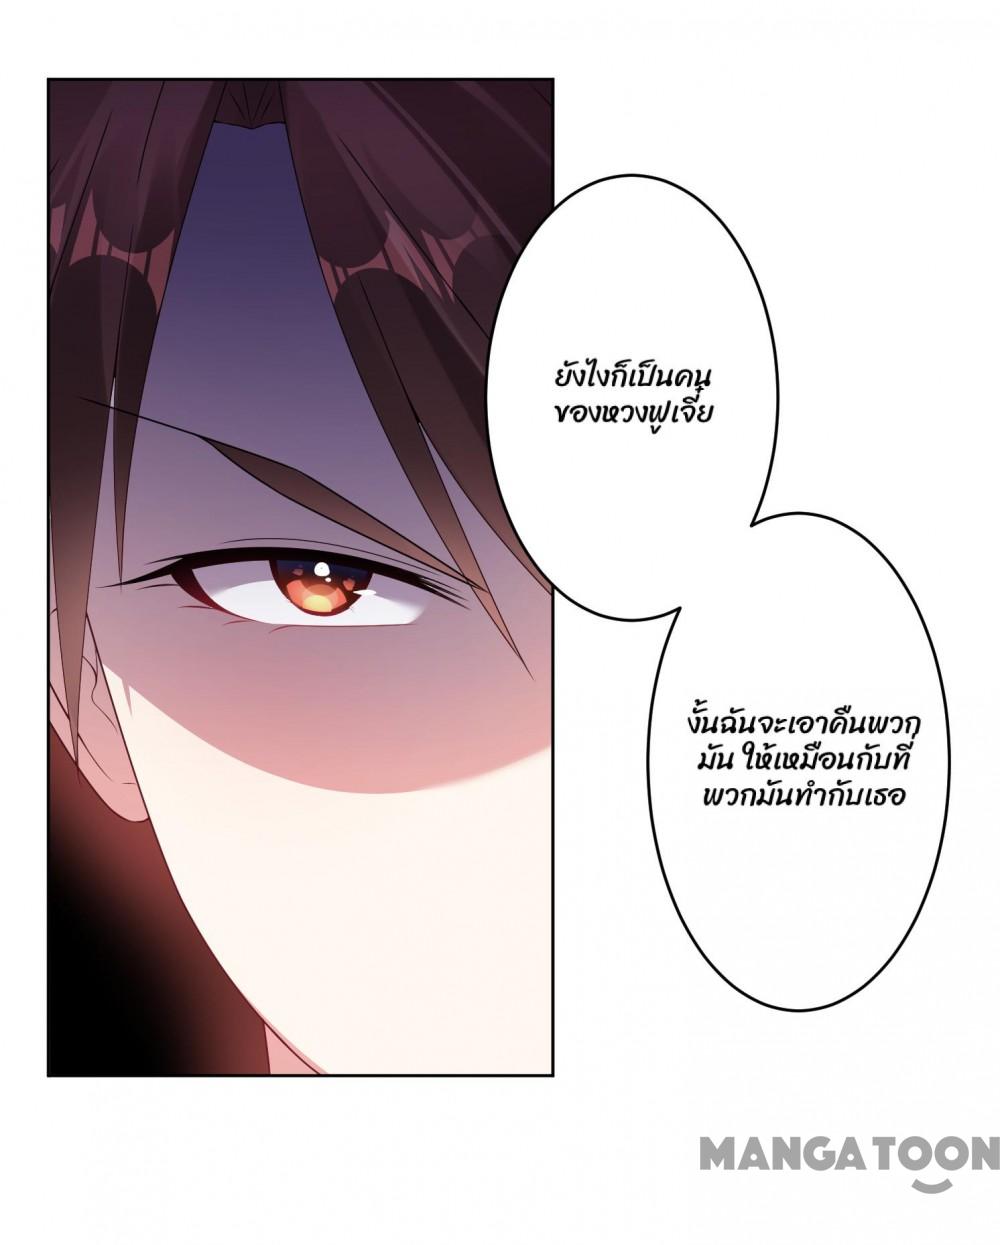 ยังไงก็เป็นคน
ของหวงฟูเจี๋ย
งั้นฉันจะเอาคืนพวก
มัน ให้เหมือนกับที่
พวกมันทำกับเธอ
MANGATOON